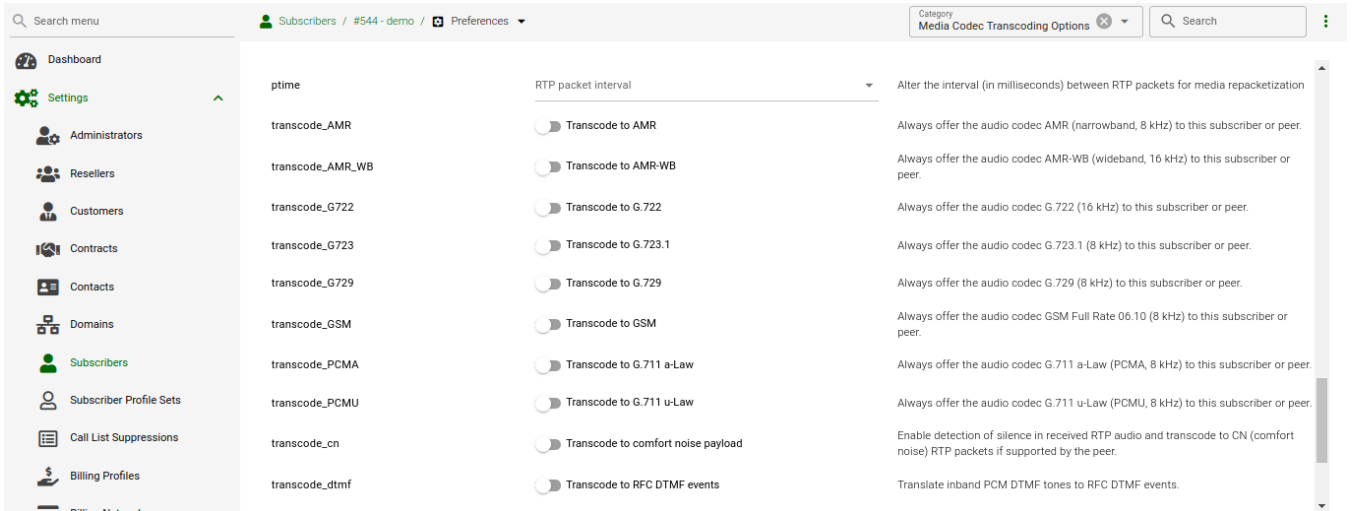 Search menu
Subscribers / #544 - demo / Preferences
Category
Media Codec Transcoding Options
Search
Dashboard
Settings
Administrators
Resellers
Customers
Contracts
Contacts
Domains
Subscribers
Subscriber Profile Sets
Call List Suppressions
Billing Profiles
ptime
RTP packet interval
Alter the interval (in milliseconds) between RTP packets for media repacketization
transcode_AMR
Transcode to AMR
Always offer the audio codec AMR (narrowband, 8 kHz) to this subscriber or peer.
transcode_AMR_WB
Transcode to AMR-WB
Always offer the audio codec AMR-WB (wideband, 16 kHz) to this subscriber or
peer.
transcode_G722
Transcode to G.722
Always offer the audio codec G.722 (16 kHz) to this subscriber or peer.
transcode_G723
Transcode to G.723.1
Always offer the audio codec G.723.1 (8 kHz) to this subscriber or peer.
transcode_G729
Transcode to G.729
Always offer the audio codec G.729 (8 kHz) to this subscriber or peer.
transcode_GSM
Transcode to GSM
Always offer the audio codec GSM Full Rate 06.10 (8 kHz) to this subscriber or
peer.
transcode_PCMA
Transcode to G.711 a-Law
Always offer the audio codec G.711 a-Law (PCMA, 8 kHz) to this subscriber or peer.
transcode_PCMU
Transcode to G.711 u-Law
Always offer the audio codec G.711 u-Law (PCMU, 8 kHz) to this subscriber or peer.
transcode_cn
Transcode to comfort noise payload
Enable detection of silence in received RTP audio and transcode to CN (comfort
noise) RTP packets if supported by the peer.
transcode_dtmf
Transcode to RFC DTMF events
Translate inband PCM DTMF tones to RFC DTMF events.